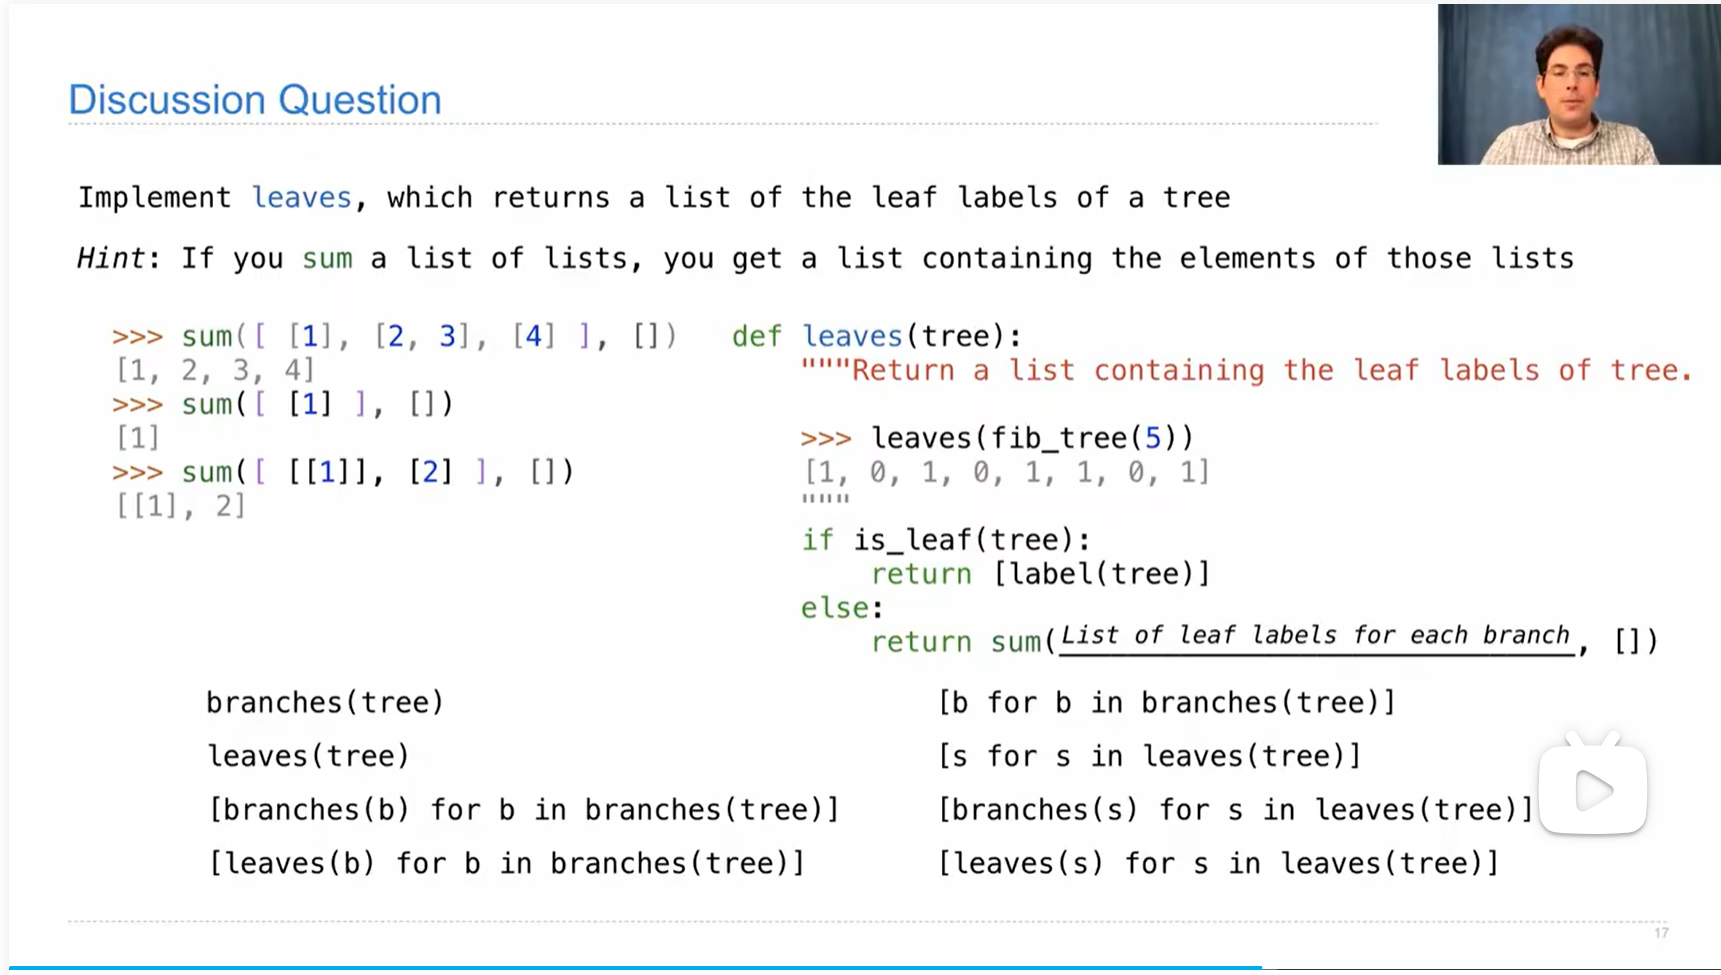 Discussion Question
Implement leaves, which returns a list of the leaf labels of a tree
Hint: If you sum a list of lists, you get a list containing the elements of those lists
>>> sum([ [1], [2, 3], [4] ], [])
[1, 2, 3, 4]
>>> sum([ [1] ], [])
[1]
>>> sum([ [[1]], [2] ], [])
[[1], 2]
def leaves(tree):
"""Return a list containing the leaf labels of tree.
>>> leaves(fib_tree(5))
[1, 0, 1, 0, 1, 1, 0, 1]
"""
if is_leaf(tree):
return [label(tree)]
else:
return sum(List of leaf labels for each branch, [])
branches(tree)
leaves(tree)
[branches(b) for b in branches(tree)]
[leaves(b) for b in branches(tree)]
[b for b in branches(tree)]
[s for s in leaves(tree)]
[branches(s) for s in leaves(tree)]
[leaves(s) for s in leaves(tree)]
17